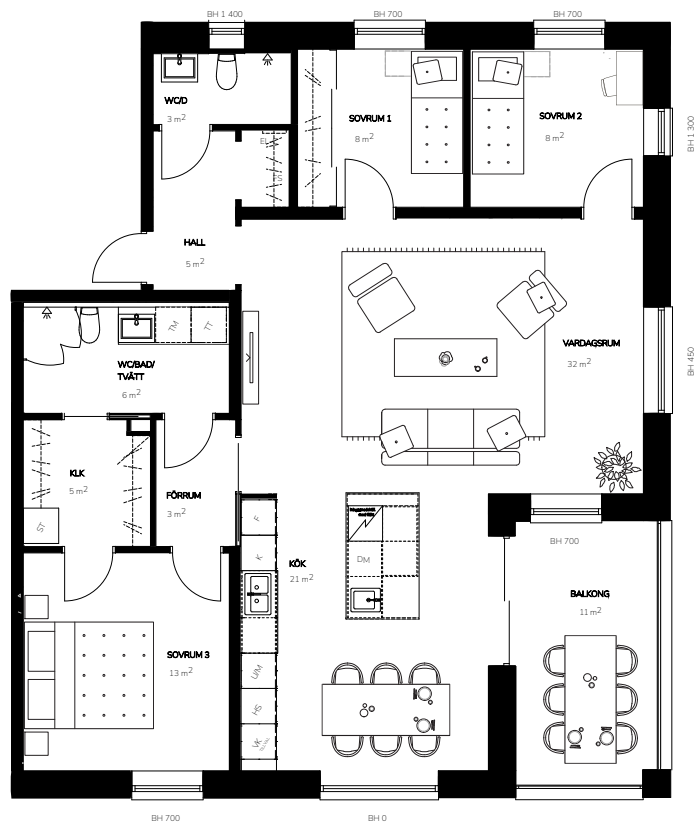 BH 1 400
BH 700
BH 700
WC/D
3 m2
SOVRUM 1
8 m2
SOVRUM 2
8 m2
BH 1 300
EL
ST
HALL
5 m2
TM
TT
VARDAGSRUM
32 m2
BH 450
WC/BAD/
TVÄTT
6 m2
KLK
5 m2
FÖRRUM
3 m2
ST
F
K
KÖK
21 m2
DM
BH 700
BALKONG
11 m2
SOVRUM 3
13 m2
U/M
HS
VK
BH 700
BH 0